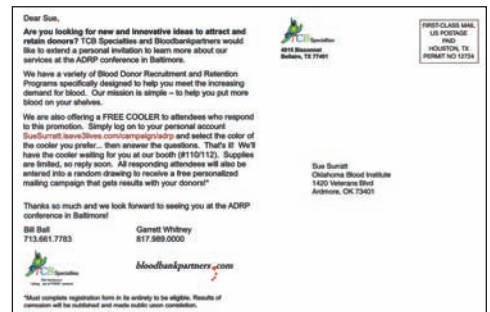 Dear Sue,
Are you looking for new and innovative ideas to attract and
retain donors? TCB Specialties and Bloodbankpartners would
like to extend a personal invitation to learn more about our
services at the ADRP conference in Baltimore.
We have a variety of Blood Donor Recruitment and Retention
Programs specifically designed to help you meet the increasing
demand for blood. Our mission is simple – to help you put more
blood on your shelves.
We are also offering a FREE COOLER to attendees who respond
to this promotion. Simply log on to your personal account
SueSurratt.isave3lives.com/campaign/adrp and select the color of
the cooler you prefer... then answer the questions. That's it! We'll
have the cooler waiting for you at our booth (#110/112). Supplies
are limited, so reply soon. All responding attendees will also be
entered into a random drawing to receive a free personalized
mailing campaign that gets results with your donors!*
Thanks so much and we look forward to seeing you at the ADRP
conference in Baltimore!
Bill Ball
713.661.7783
Garrett Whitney
817.989.0000
TCB Specialties
bloodbankpartners.com
*Must complete registration form in its entirety to be eligible. Results of
campaign will be published and made public upon completion.
TCB
4815 Bissonnet
Bellaire, TX 77401
FIRST-CLASS MAIL
US POSTAGE
PAID
HOUSTON, TX
PERMIT NO 12724
Sue Surratt
Oklahoma Blood Institute
1420 Veterans Blvd
Ardmore, OK 73401